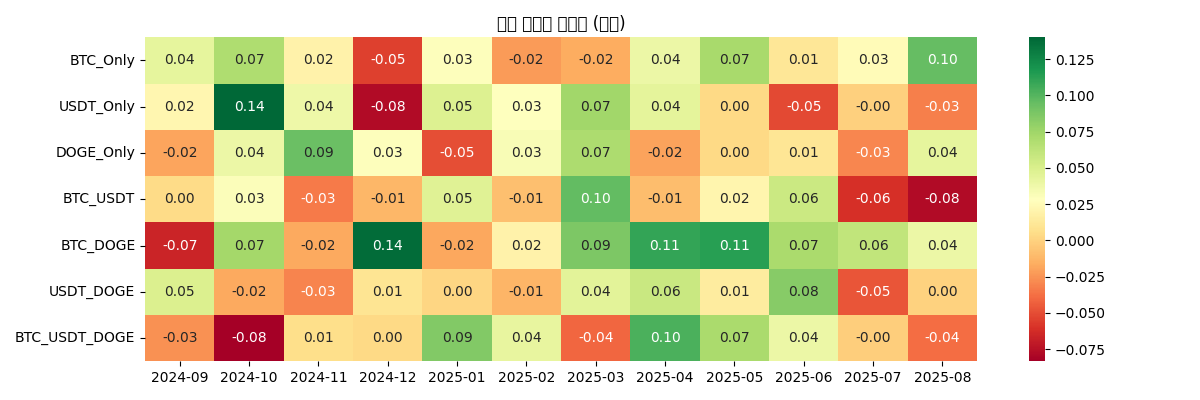 BTC_Only 0.04 0.07 0.02 -0.05 0.03 -0.02 -0.02 0.04 0.07 0.01 0.03 0.10
USDT_Only 0.02 0.14 0.04 -0.08 0.05 0.03 0.07 0.04 0.00 -0.05 -0.00 -0.03
DOGE_Only -0.02 0.04 0.09 0.03 -0.05 0.03 0.07 -0.02 0.00 0.01 -0.03 0.04
BTC_USDT 0.00 0.03 -0.03 -0.01 0.05 -0.01 0.10 -0.01 0.02 0.06 -0.06 -0.08
BTC_DOGE -0.07 0.07 -0.02 0.14 -0.02 0.02 0.09 0.11 0.11 0.07 0.06 0.04
USDT_DOGE 0.05 -0.02 -0.03 0.01 0.00 -0.01 0.04 0.06 0.01 0.08 -0.05 0.00
BTC_USDT_DOGE -0.03 -0.08 0.01 0.00 0.09 0.04 -0.04 0.10 0.07 0.04 -0.00 -0.04
2024-09 2024-10 2024-11 2024-12 2025-01 2025-02 2025-03 2025-04 2025-05 2025-06 2025-07 2025-08
0.125
0.100
0.075
0.050
0.025
0.000
−0.025
−0.050
−0.075